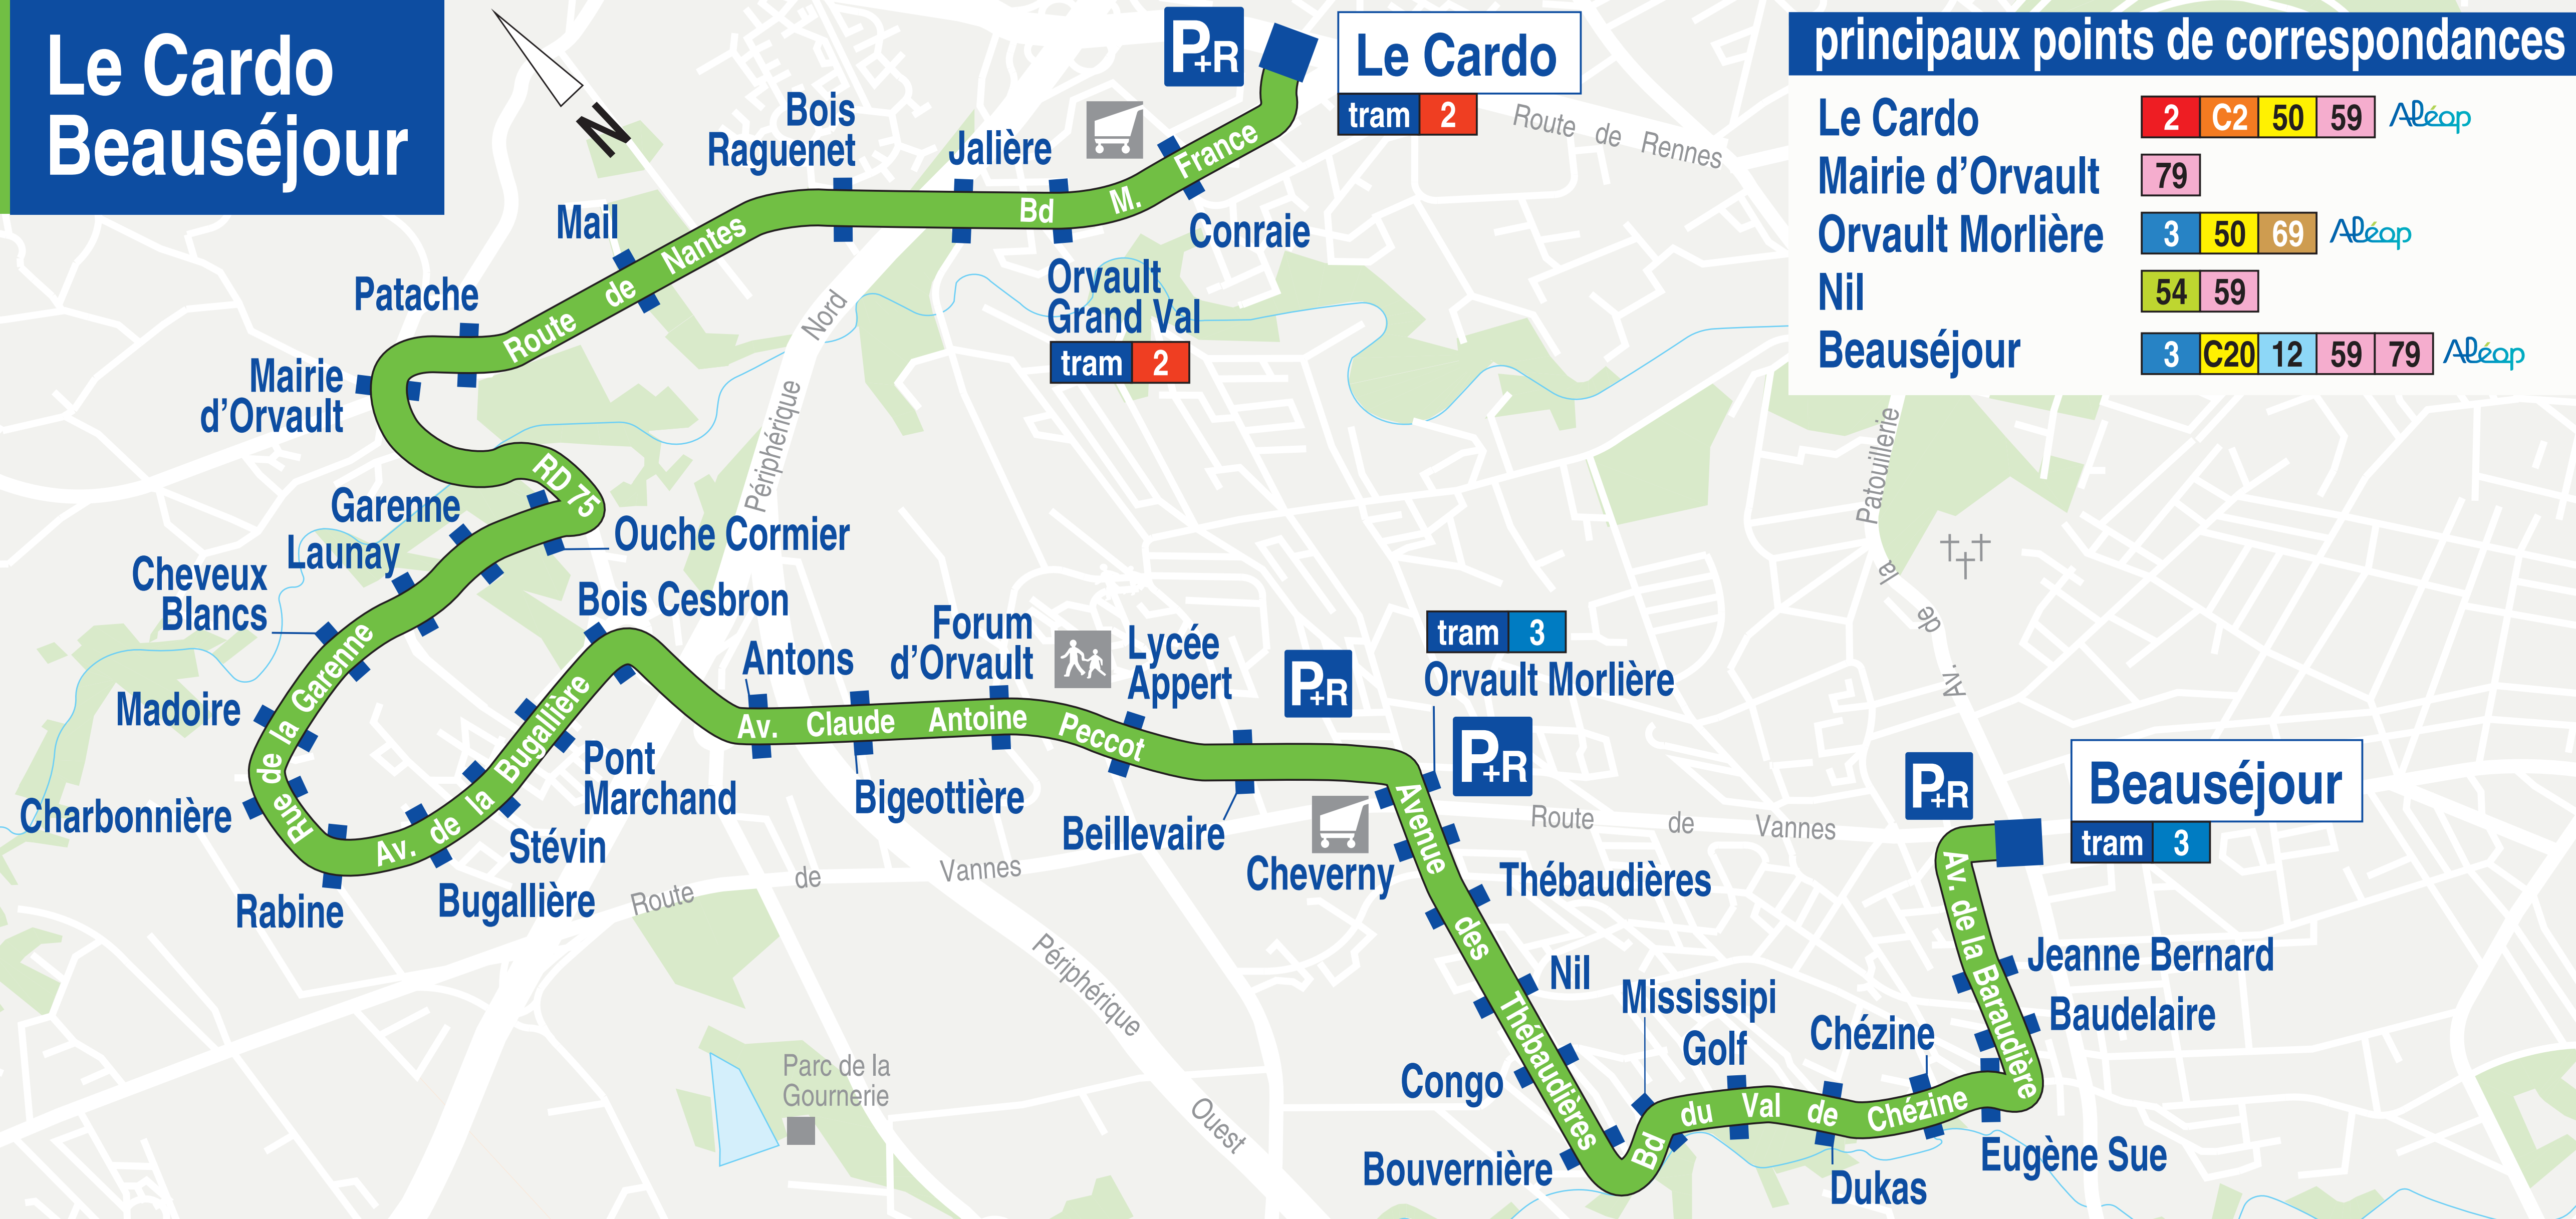 Le Cardo
Beauséjour
N
P+R
Le Cardo
tram 2
principaux points de correspondances
Le Cardo 2 C2 50 59 Aléop
Mairie d'Orvault 79
Orvault Morlière 3 50 69 Aléop
Nil 54 59
Beauséjour 3 C20 12 59 79 Aléop
Route de Rennes
Bois
Raguenet
Jalière
Bd M. France
Conraie
Mail
Route de Nantes
Orvault
Grand Val
tram 2
Patache
Mairie
d'Orvault
Périphérique Nord
RD 75
Garenne
Launay
Ouche Cormier
Cheveux
Blancs
Bois Cesbron
Rue de la Garenne
Madoire
Charbonnière
Rabine
Av. de la Bugallière
Pont
Marchand
Stévin
Bugallière
Antons
Forum
d'Orvault
Lycée
Appert
Av. Claude Antoine Peccot
Bigeottière
Beillevaire
P+R
tram 3
Orvault Morlière
P+R
Cheverny
Route de Vannes
Route de Vannes
Périphérique Ouest
Parc de la
Gournerie
Avenue des Thébaudières
Thébaudières
Nil
Congo
Bouvernière
Mississipi
Golf
Chézine
Bd du Val de Chézine
Dukas
Eugène Sue
Baudelaire
Jeanne Bernard
Av. de la Baraudière
Av. de la Patouillerie
P+R
Beauséjour
tram 3